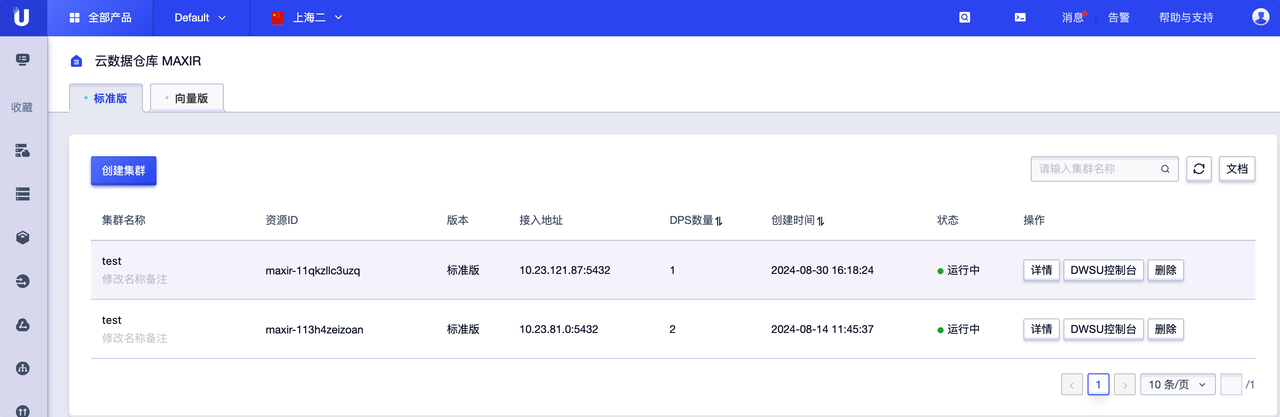 全部产品 Default 上海二 消息 告警 帮助与支持
收藏
云数据仓库 MAXIR
标准版 向量版
创建集群 请输入集群名称 文档
集群名称 资源ID 版本 接入地址 DPS数量 创建时间 状态 操作
test
修改名称备注
maxir-11qkzllc3uzq 标准版 10.23.121.87:5432 1 2024-08-30 16:18:24 运行中 详情 DWSU控制台 删除
test
修改名称备注
maxir-113h4zeizoan 标准版 10.23.81.0:5432 2 2024-08-14 11:45:37 运行中 详情 DWSU控制台 删除
1 10 条/页 /1